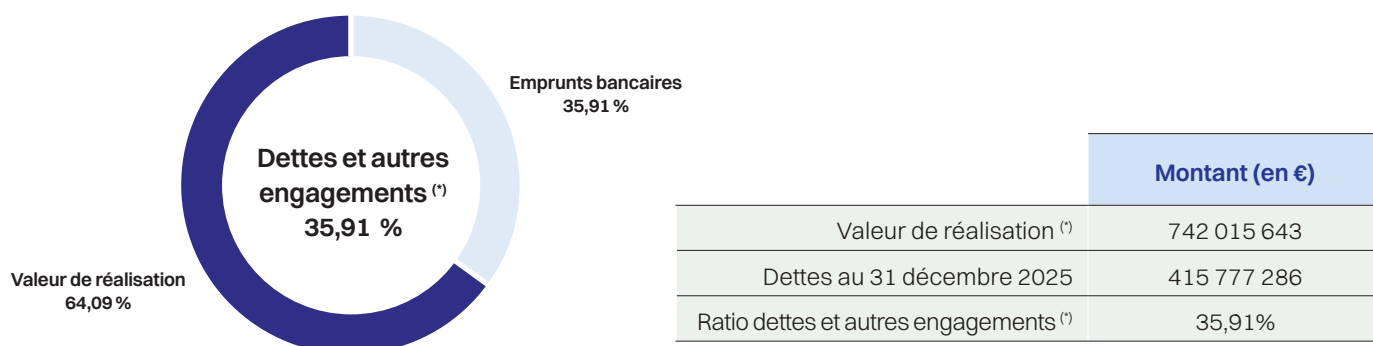 Emprunts bancaires
35,91 %
Dettes et autres
engagements (*)
35,91 %
Valeur de réalisation
64,09 %
Montant (en €)
Valeur de réalisation (*) 742 015 643
Dettes au 31 décembre 2025 415 777 286
Ratio dettes et autres engagements (*) 35,91%